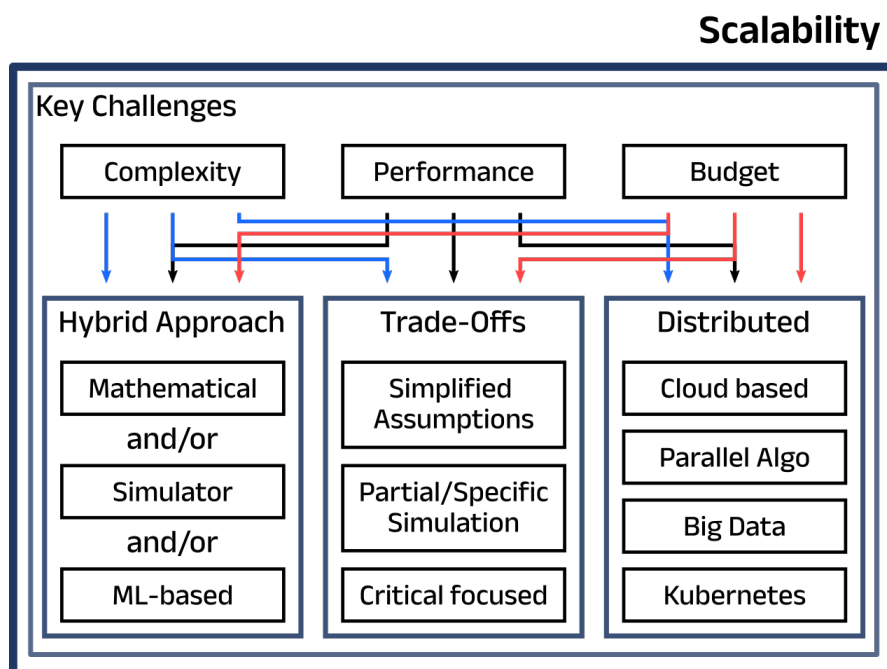 Scalability
Key Challenges
Complexity
Performance
Budget
Hybrid Approach
Mathematical
and/or
Simulator
and/or
ML-based
Trade-Offs
Simplified
Assumptions
Partial/Specific
Simulation
Critical focused
Distributed
Cloud based
Parallel Algo
Big Data
Kubernetes